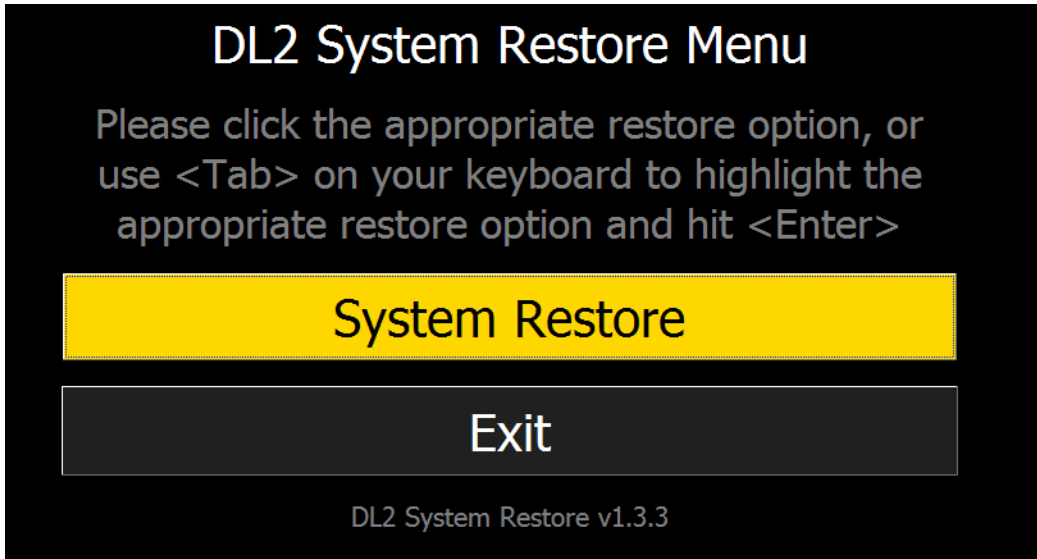 DL2 System Restore Menu
Please click the appropriate restore option, or
use <Tab> on your keyboard to highlight the
appropriate restore option and hit <Enter>
System Restore
Exit
DL2 System Restore v1.3.3